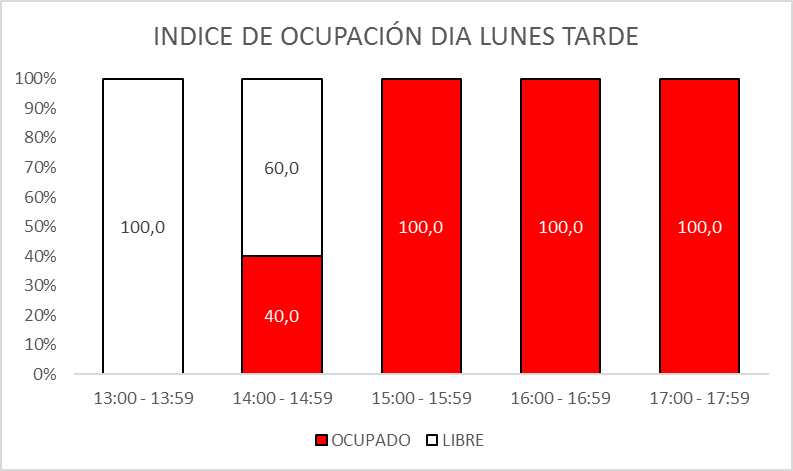 INDICE DE OCUPACIÓN DIA LUNES TARDE
100%
90%
80%
70%
60%
50%
40%
30%
20%
10%
0%
60,0
100,0
100,0
100,0
100,0
40,0
13:00 - 13:59
14:00 - 14:59
15:00 - 15:59
16:00 - 16:59
17:00 - 17:59
OCUPADO
LIBRE